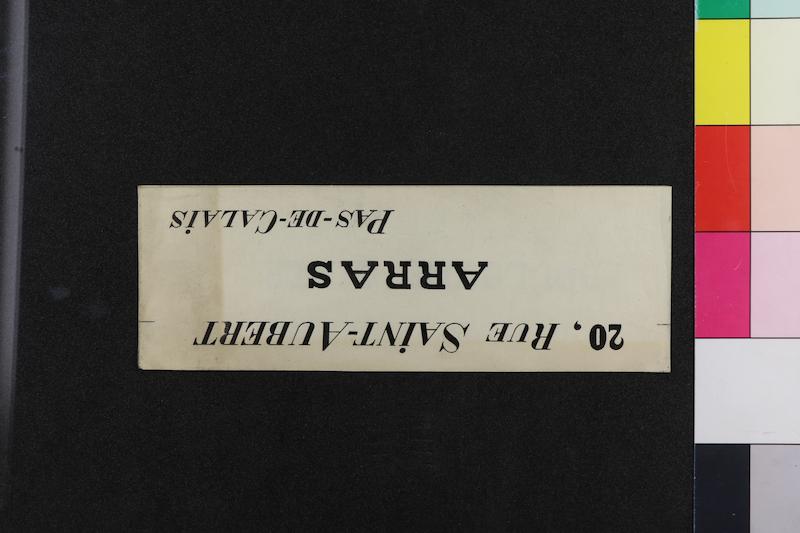 20, RUE SAINT-AUBERT
ARRAS
PAS-DE-CALAIS